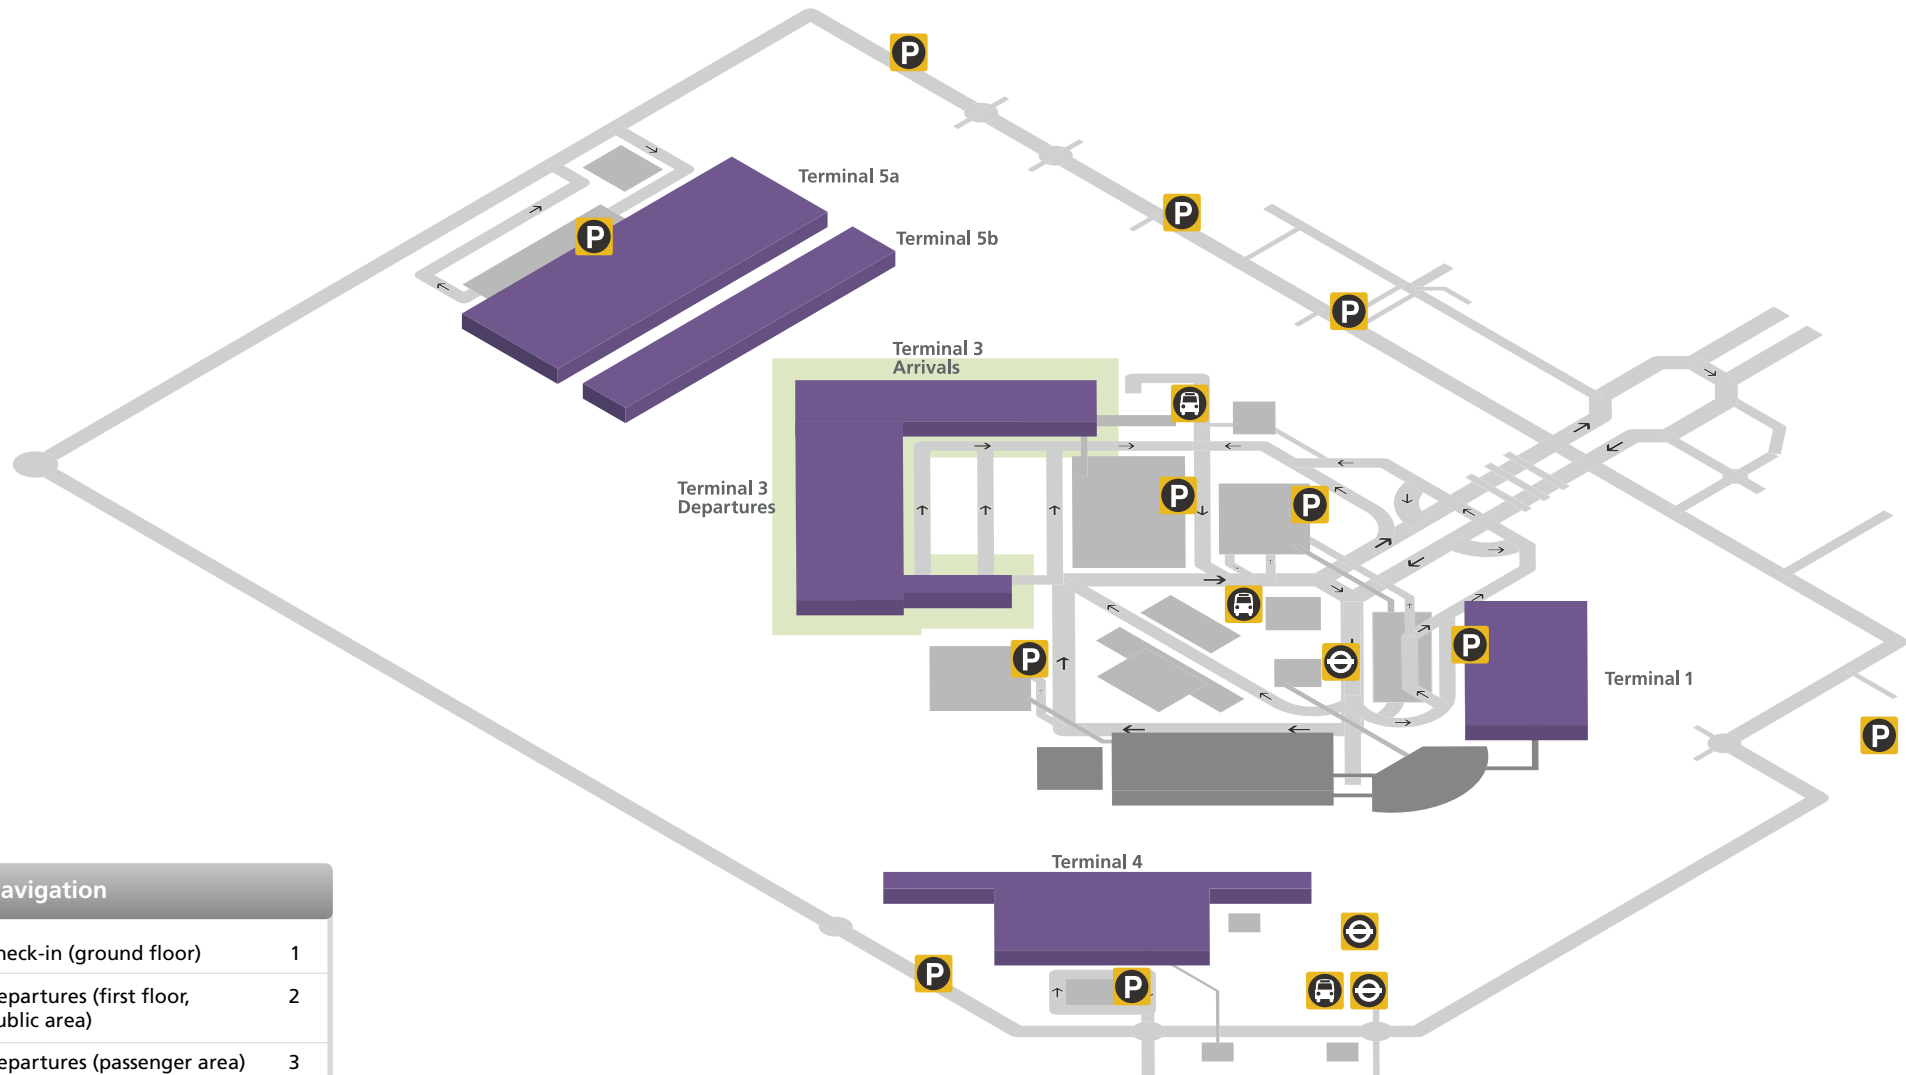 P
P
Terminal 5a
P
P
Terminal 5b
P
Terminal 3
Arrivals
Terminal 3
Departures
P
P
P
P
Terminal 1
P
Terminal 4
P
P
avigation
heck-in (ground floor) 1
epartures (first floor, 2
ublic area)
epartures (passenger area) 3